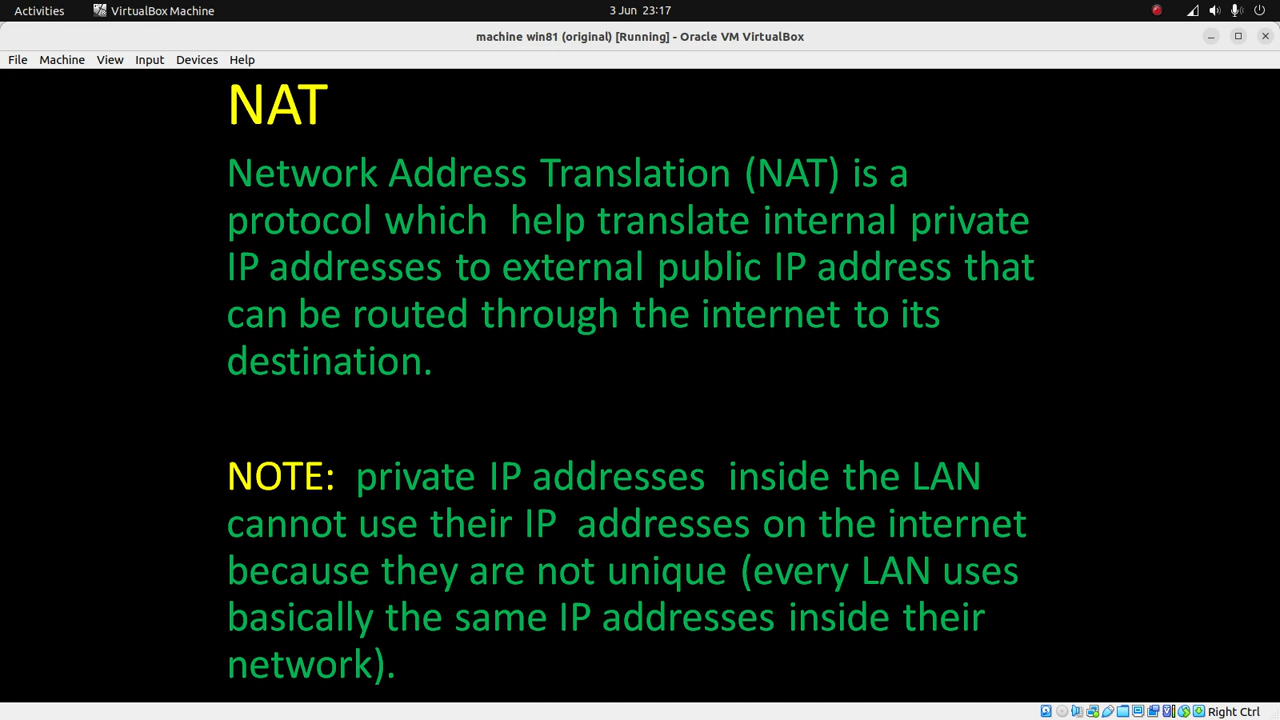 Activities VirtualBox Machine 3 Jun 23:17
machine win81 (original) [Running] - Oracle VM VirtualBox
File Machine View Input Devices Help
NAT
Network Address Translation (NAT) is a
protocol which help translate internal private
IP addresses to external public IP address that
can be routed through the internet to its
destination.
NOTE: private IP addresses inside the LAN
cannot use their IP addresses on the internet
because they are not unique (every LAN uses
basically the same IP addresses inside their
network).
Right Ctrl